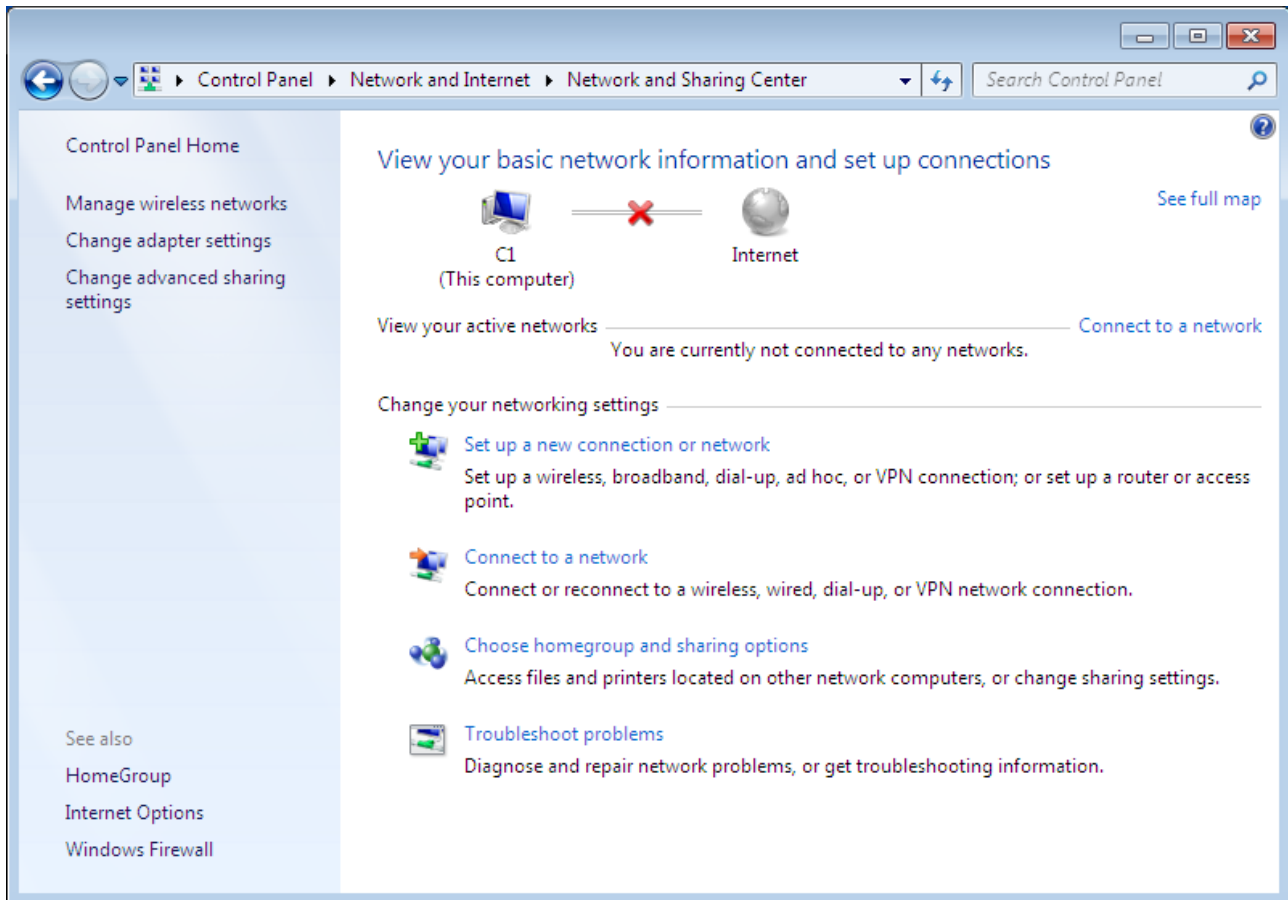 Control Panel Network and Internet Network and Sharing Center Search Control Panel
Control Panel Home
Manage wireless networks
Change adapter settings
Change advanced sharing
settings
See also
HomeGroup
Internet Options
Windows Firewall
View your basic network information and set up connections
See full map
C1
(This computer)
Internet
View your active networks Connect to a network
You are currently not connected to any networks.
Change your networking settings
Set up a new connection or network
Set up a wireless, broadband, dial-up, ad hoc, or VPN connection; or set up a router or access
point.
Connect to a network
Connect or reconnect to a wireless, wired, dial-up, or VPN network connection.
Choose homegroup and sharing options
Access files and printers located on other network computers, or change sharing settings.
Troubleshoot problems
Diagnose and repair network problems, or get troubleshooting information.